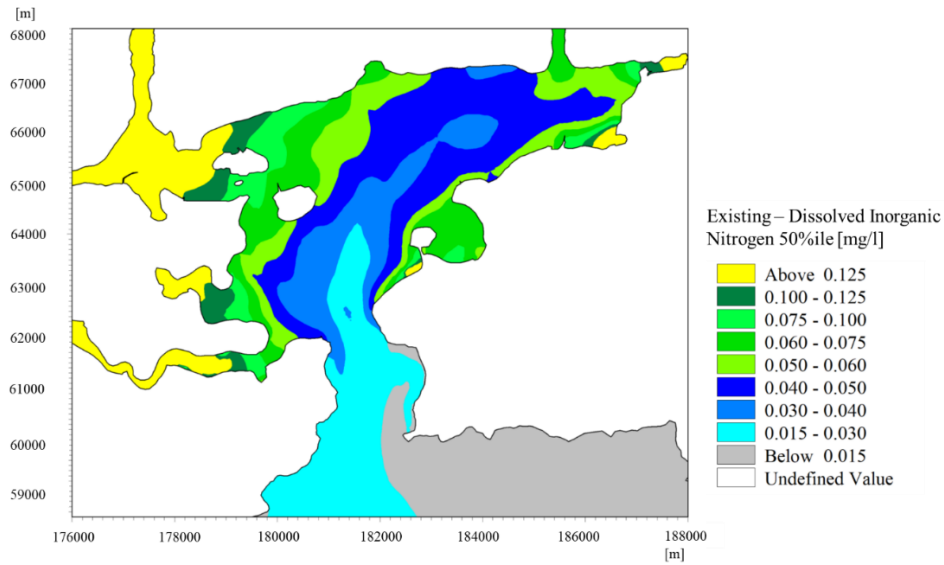 [m]
68000
67000
66000
65000
64000
63000
62000
61000
60000
59000
176000 178000 180000 182000 184000 186000 188000
[m]
Existing – Dissolved Inorganic
Nitrogen 50%ile [mg/l]
Above 0.125
0.100 - 0.125
0.075 - 0.100
0.060 - 0.075
0.050 - 0.060
0.040 - 0.050
0.030 - 0.040
0.015 - 0.030
Below 0.015
Undefined Value